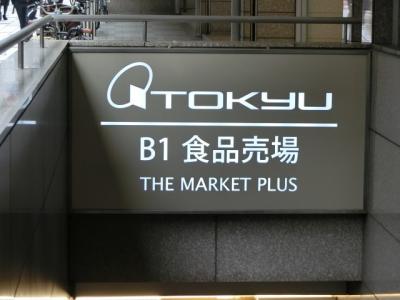 TOKYU
B1 食品売場
THE MARKET PLUS